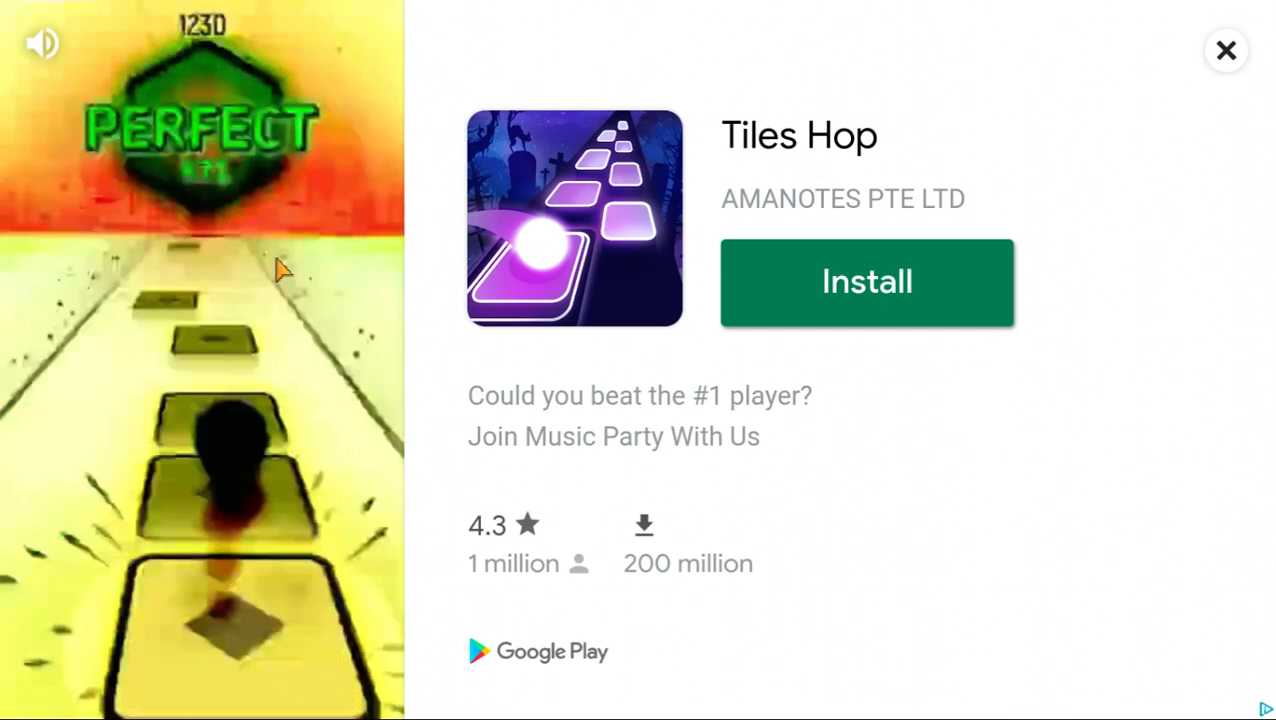 1230
PERFECT
Tiles Hop
AMANOTES PTE LTD
Install
Could you beat the #1 player?
Join Music Party With Us
4.3
1 million
200 million
Google Play